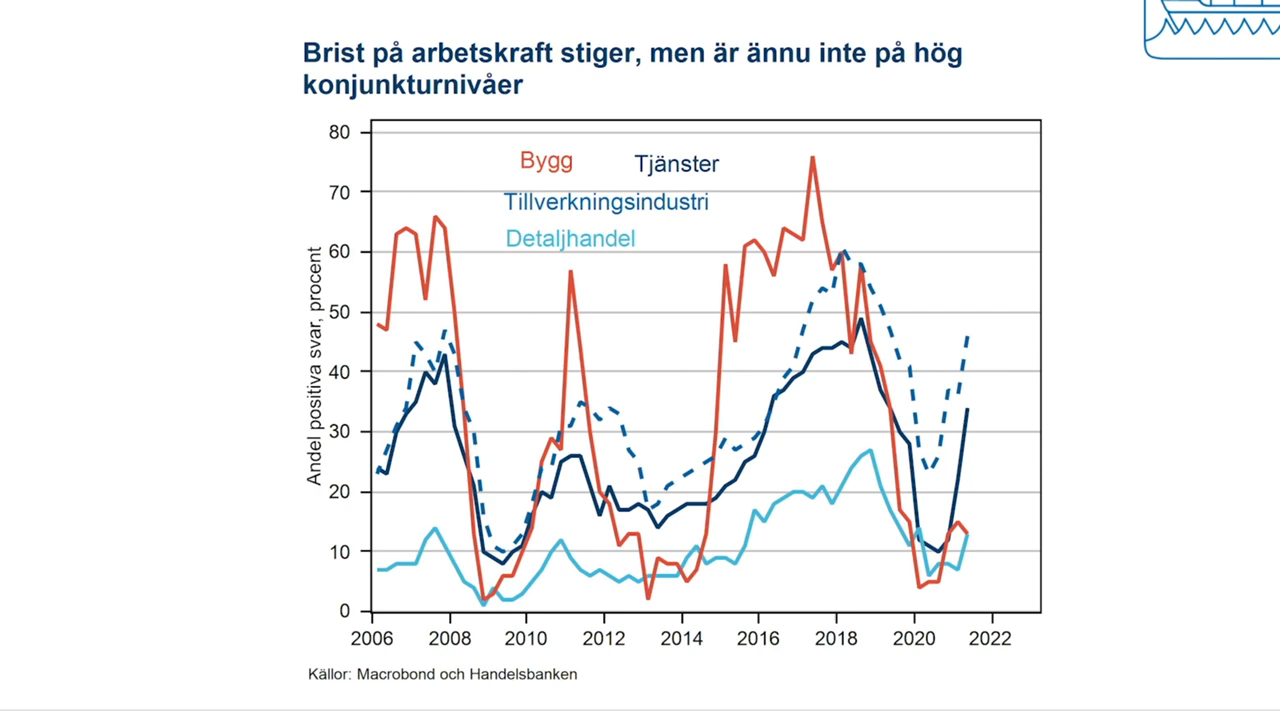 Brist på arbetskraft stiger, men är ännu inte på hög
konjunkturnivåer
Andel positiva svar, procent
80
70
60
50
40
30
20
10
0
Bygg
Tjänster
Tillverkningsindustri
Detaljhandel
2006 2008 2010 2012 2014 2016 2018 2020 2022
Källor: Macrobond och Handelsbanken